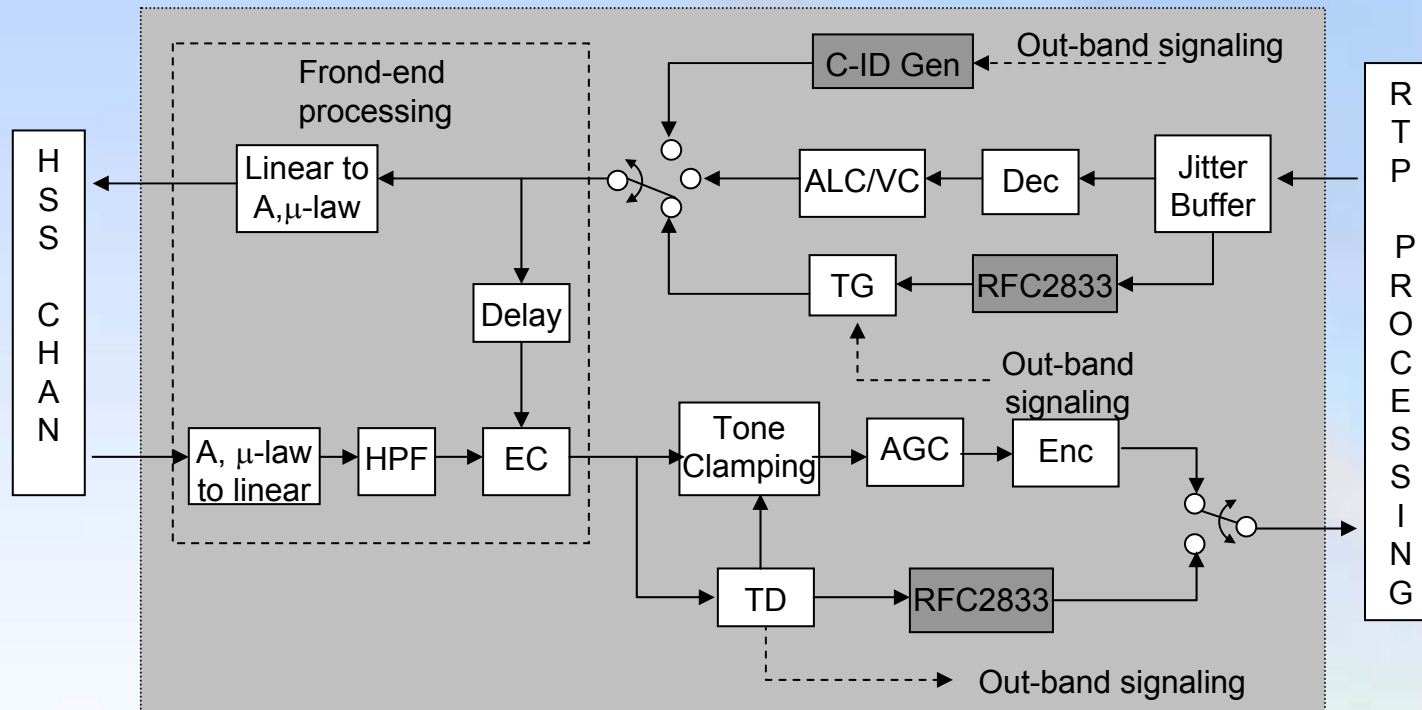 Frond-end
processing
C-ID Gen
Out-band signaling
H
S
S
C
H
A
N
Linear to
A,μ-law
ALC/VC
Dec
Jitter
Buffer
R
T
P
P
R
O
C
E
S
S
I
N
G
TG
RFC2833
Delay
Out-band
signaling
A, μ-law
to linear
HPF
EC
Tone
Clamping
AGC
Enc
TD
RFC2833
Out-band signaling